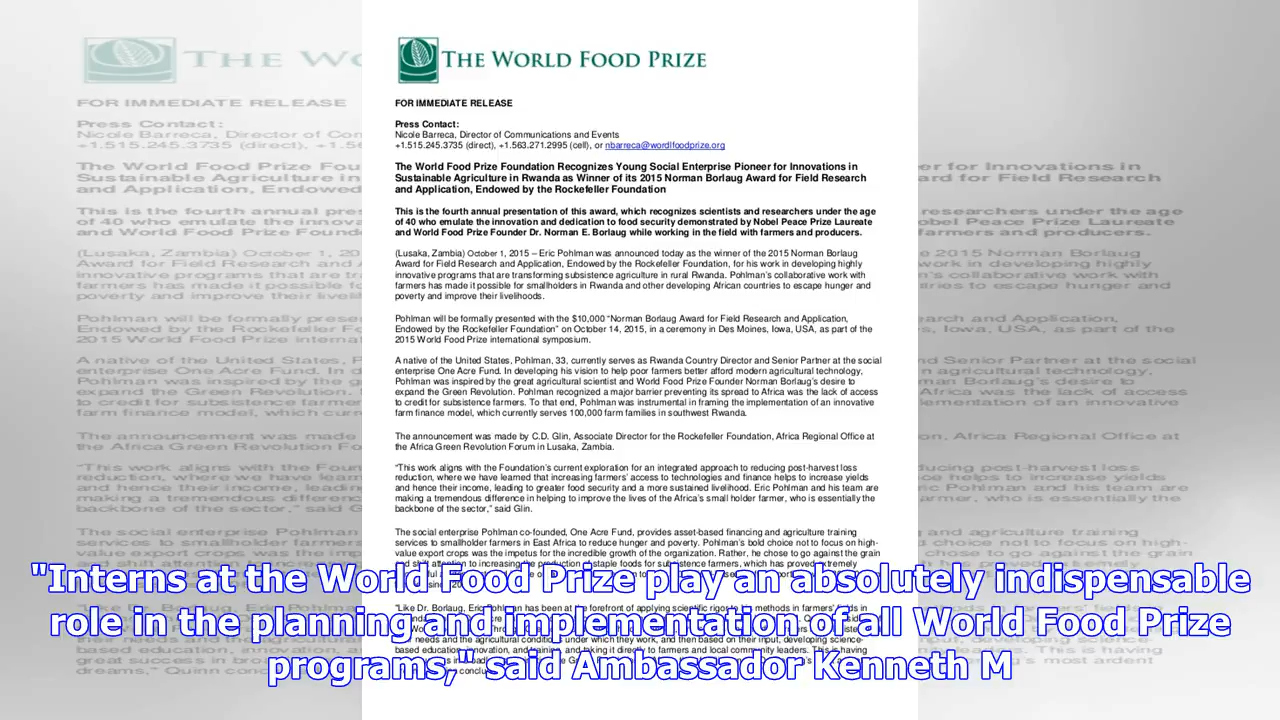 THE WORLD FOOD PRIZE
FOR IMMEDIATE RELEASE
Press Contact:
Nicole Barreca, Director of Communications and Events
+1.515.245.3735 (direct), +1.563.271.2995 (cell), or nbarreca@wordlfoodprize.org
The World Food Prize Foundation Recognizes Young Social Enterprise Pioneer for Innovations in
Sustainable Agriculture in Rwanda as Winner of its 2015 Norman Borlaug Award for Field Research
and Application, Endowed by the Rockefeller Foundation
This is the fourth annual presentation of this award, which recognizes scientists and researchers under the age
of 40 who emulate the innovation and dedication to food security demonstrated by Nobel Peace Prize Laureate
and World Food Prize Founder Dr. Norman E. Borlaug while working in the field with farmers and producers.
(Lusaka, Zambia) October 1, 2015 – Eric Pohlman was announced today as the winner of the 2015 Norman Borlaug
Award for Field Research and Application, Endowed by the Rockefeller Foundation, for his work in developing highly
innovative programs that are transforming subsistence agriculture in rural Rwanda. Pohlman's collaborative work with
farmers has made it possible for smallholders in Rwanda and other developing African countries to escape hunger and
poverty and improve their livelihoods.
Pohlman will be formally presented with the $10,000 "Norman Borlaug Award for Field Research and Application,
Endowed by the Rockefeller Foundation" on October 14, 2015, in a ceremony in Des Moines, Iowa, USA, as part of the
2015 World Food Prize international symposium.
A native of the United States, Pohlman, 33, currently serves as Rwanda Country Director and Senior Partner at the social
enterprise One Acre Fund. In developing his vision to help poor farmers better afford modern agricultural technology,
Pohlman was inspired by the great agricultural scientist and World Food Prize Founder Norman Borlaug's desire to
expand the Green Revolution. Pohlman recognized a major barrier preventing its spread to Africa was the lack of access
to credit for subsistence farmers. To that end, Pohlman was instrumental in framing the implementation of an innovative
farm finance model, which currently serves 100,000 farm families in southwest Rwanda.
The announcement was made by C.D. Glin, Associate Director for the Rockefeller Foundation, Africa Regional Office at
the Africa Green Revolution Forum in Lusaka, Zambia.
"This work aligns with the Foundation's current exploration for an integrated approach to reducing post-harvest loss
reduction, where we have learned that increasing farmers' access to technologies and finance helps to increase yields
and hence their income, leading to greater food security and a more sustained livelihood. Eric Pohlman and his team are
making a tremendous difference in helping to improve the lives of the Africa's small holder farmer, who is essentially the
backbone of the sector," said Glin.
The social enterprise Pohlman co-founded, One Acre Fund, provides asset-based financing and agriculture training
services to smallholder farmers in East Africa to reduce hunger and poverty. Pohlman's bold choice not to focus on high-
value export crops was the impetus for the incredible growth of the organization. Rather, he chose to go against the grain
"Interns at the World Food Prize play an absolutely indispensable
role in the planning and implementation of all World Food Prize
programs," said Ambassador Kenneth M